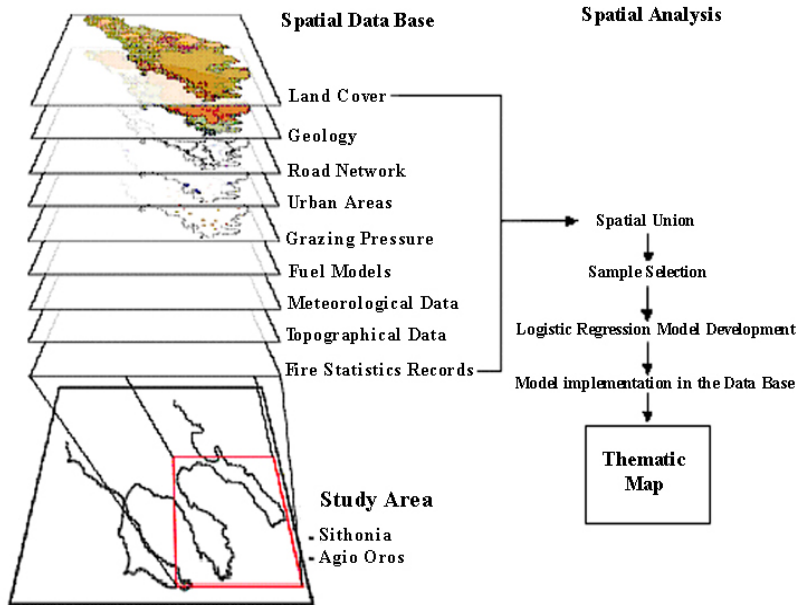 Spatial Data Base
Spatial Analysis
Land Cover
Geology
Road Network
Urban Areas
Grazing Pressure
Fuel Models
Meteorological Data
Topographical Data
Fire Statistics Records
Spatial Union
Sample Selection
Logistic Regression Model Development
Model implementation in the Data Base
Thematic
Map
Study Area
- Sithonia
- Agio Oros